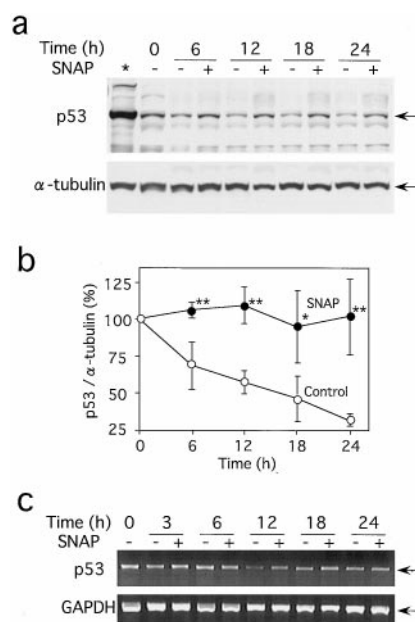 a
Time (h) 0 6 12 18 24
SNAP * - - + - + - + - +
p53
α-tubulin
b
p53 / α-tubulin (%)
125
100
75
50
25
** ** * **
SNAP
Control
0 6 12 18 24
Time (h)
c
Time (h) 0 3 6 12 18 24
SNAP - - + - + - + - + - +
p53
GAPDH